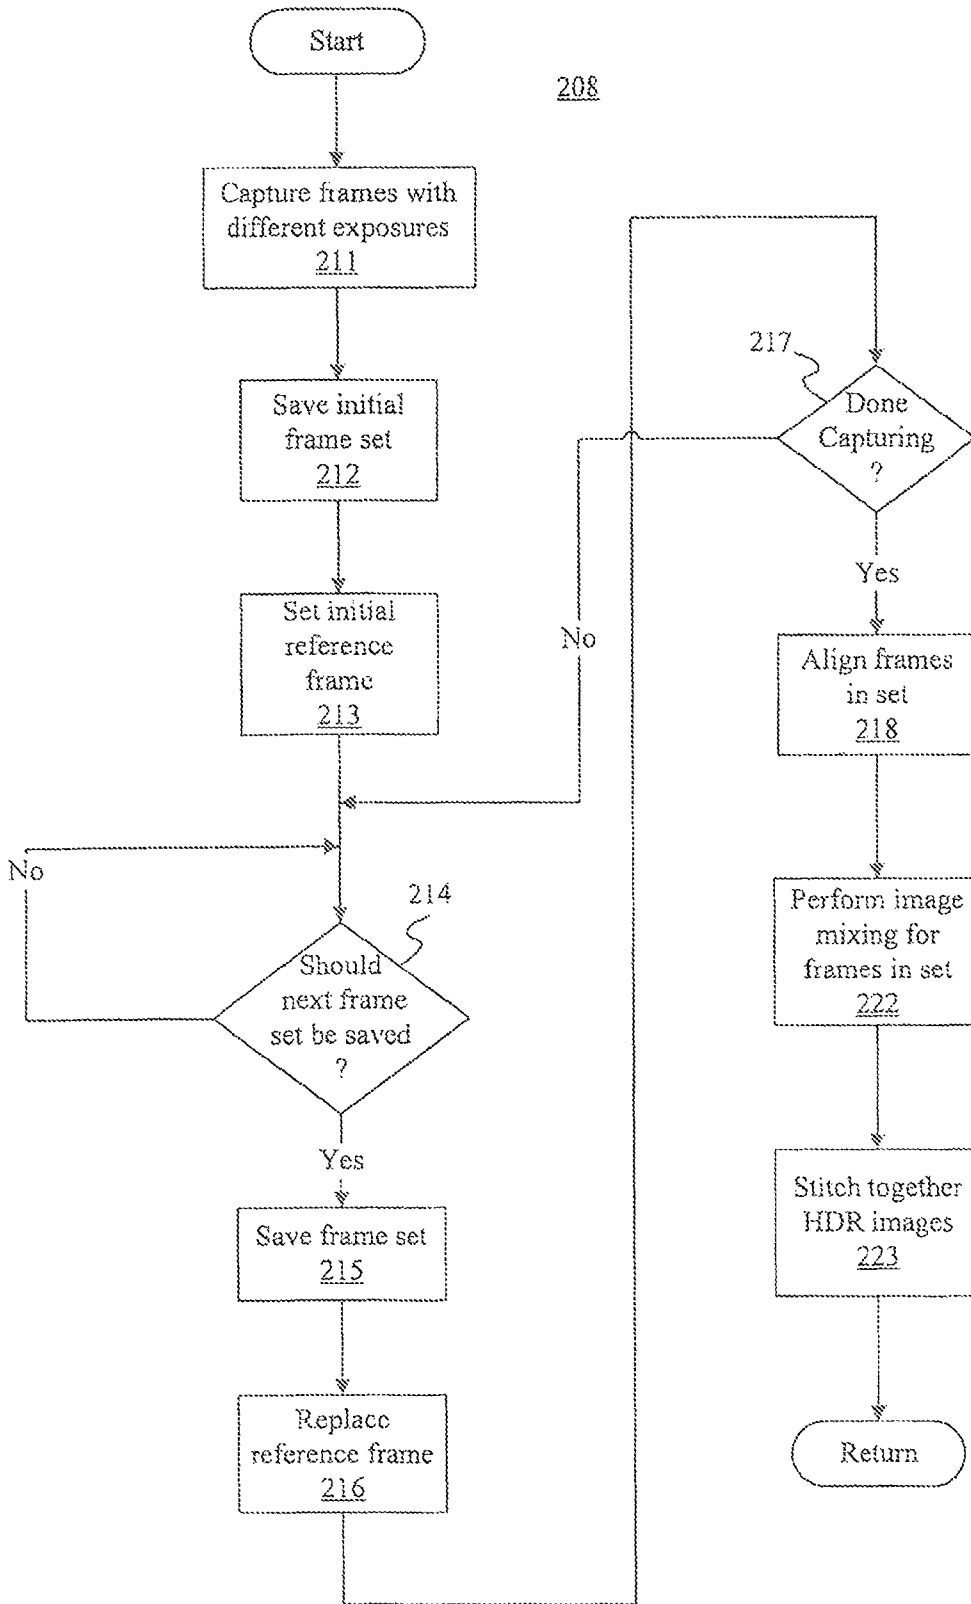 Start
208
Capture frames with
different exposures
211
Save initial
frame set
212
Set initial
reference
frame
213
No
214
Should
next frame
set be saved
?
Yes
Save frame set
215
Replace
reference frame
216
217
Done
Capturing
?
No
Yes
Align frames
in set
218
Perform image
mixing for
frames in set
222
Stitch together
HDR images
223
Return